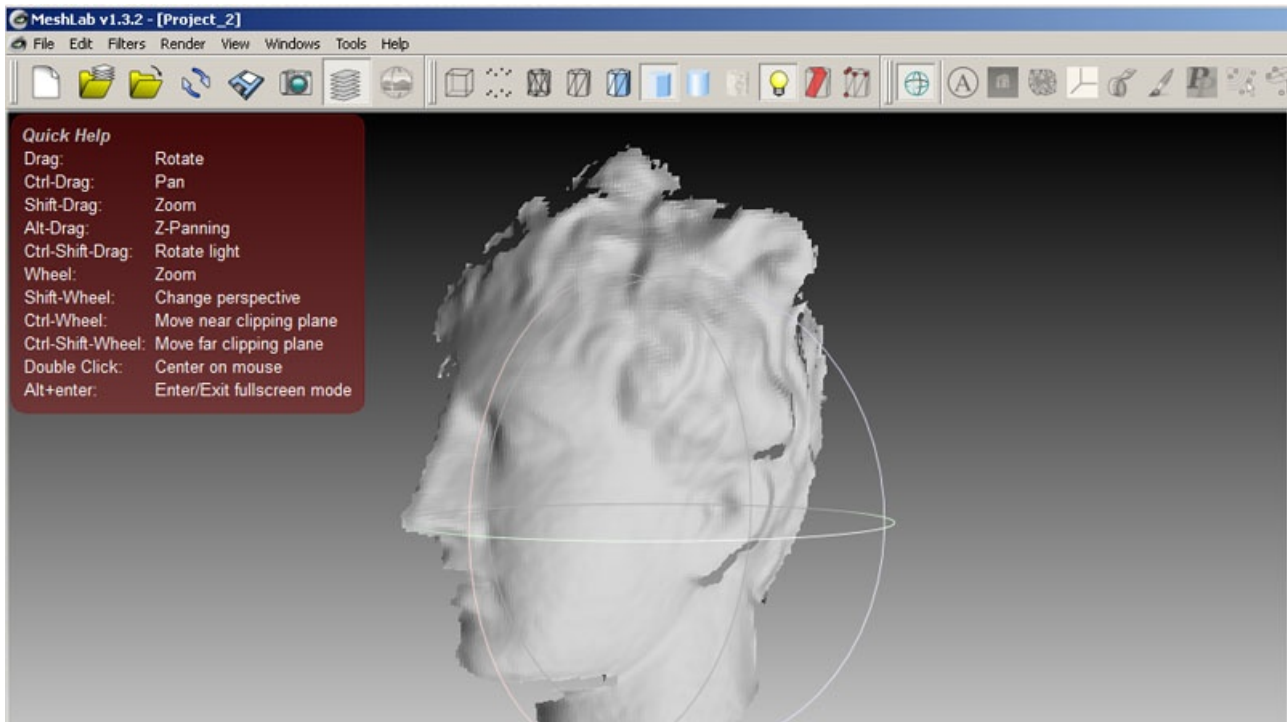 MeshLab v1.3.2 - [Project_2]
File Edit Filters Render View Windows Tools Help
A
Quick Help
Drag: Rotate
Ctrl-Drag: Pan
Shift-Drag: Zoom
Alt-Drag: Z-Panning
Ctrl-Shift-Drag: Rotate light
Wheel: Zoom
Shift-Wheel: Change perspective
Ctrl-Wheel: Move near clipping plane
Ctrl-Shift-Wheel: Move far clipping plane
Double Click: Center on mouse
Alt+enter: Enter/Exit fullscreen mode